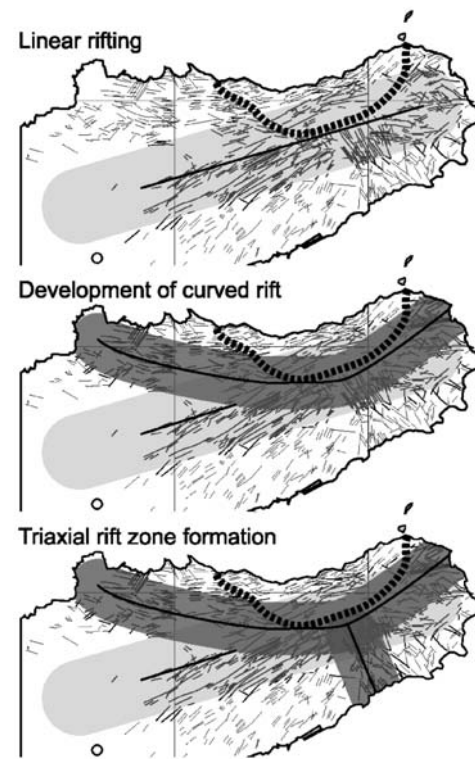 Linear rifting
Development of curved rift
Triaxial rift zone formation